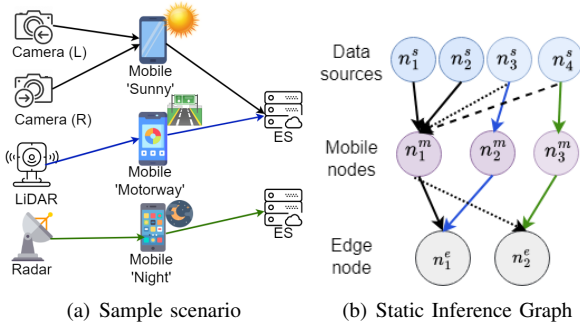 Camera (L)
Camera (R)
LiDAR
Radar
Mobile
'Sunny'
Mobile
'Motorway'
Mobile
'Night'
ES
ES
(a) Sample scenario
Data
sources
n₁ˢ n₂ˢ n₃ˢ n₄ˢ
Mobile
nodes
n₁ᵐ n₂ᵐ n₃ᵐ
Edge
node
n₁ᵉ n₂ᵉ
(b) Static Inference Graph